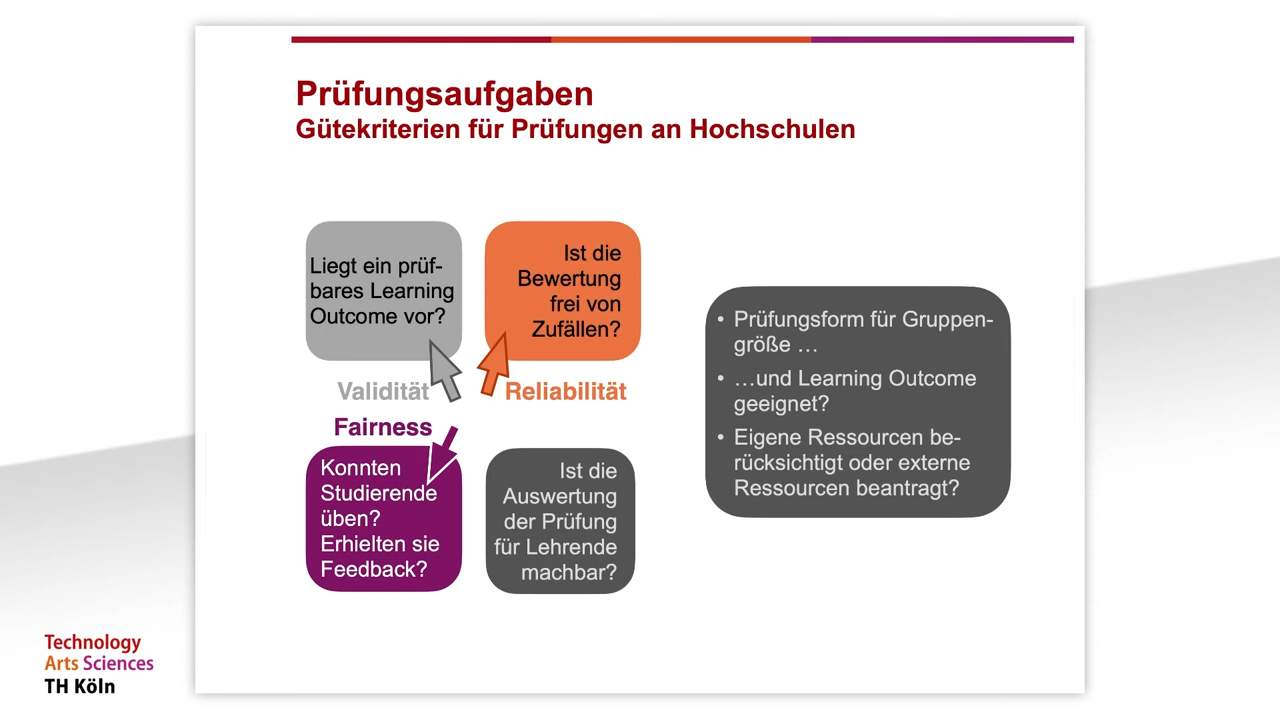 Prüfungsaufgaben
Gütekriterien für Prüfungen an Hochschulen
Liegt ein prüf-
bares Learning
Outcome vor?
Ist die
Bewertung
frei von
Zufällen?
Validität
Reliabilität
Fairness
Konnten
Studierende
üben?
Erhielten sie
Feedback?
Ist die
Auswertung
der Prüfung
für Lehrende
machbar?
• Prüfungsform für Gruppen-
größe …
• …und Learning Outcome
geeignet?
• Eigene Ressourcen be-
rücksichtigt oder externe
Ressourcen beantragt?
Technology
Arts Sciences
TH Köln